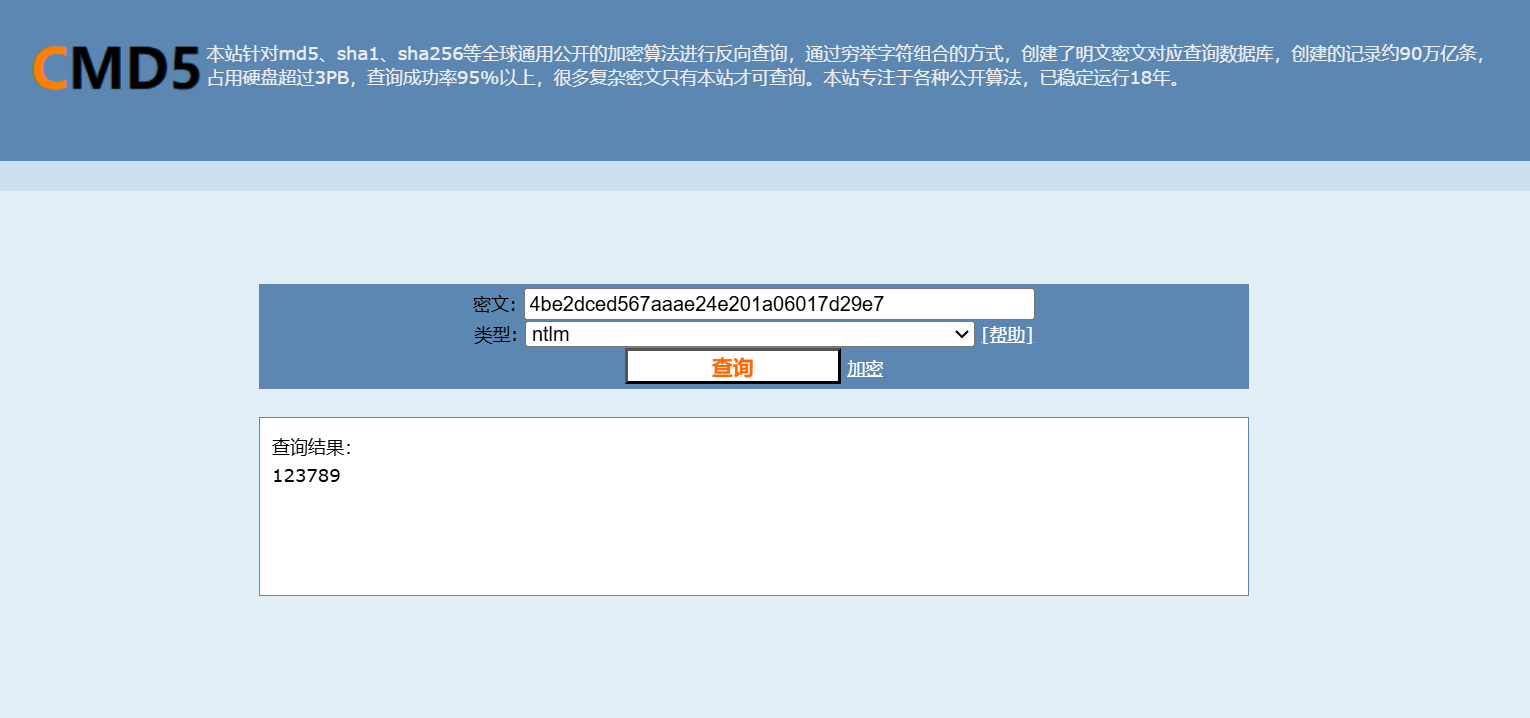 CMD5
本站针对md5、sha1、sha256等全球通用公开的加密算法进行反向查询，通过穷举字符组合的方式，创建了明文密文对应查询数据库，创建的记录约90万亿条，
占用硬盘超过3PB，查询成功率95%以上，很多复杂密文只有本站才可查询。本站专注于各种公开算法，已稳定运行18年。
密文: 4be2dced567aaae24e201a06017d29e7
类型: ntlm [帮助]
查询 加密
查询结果:
123789